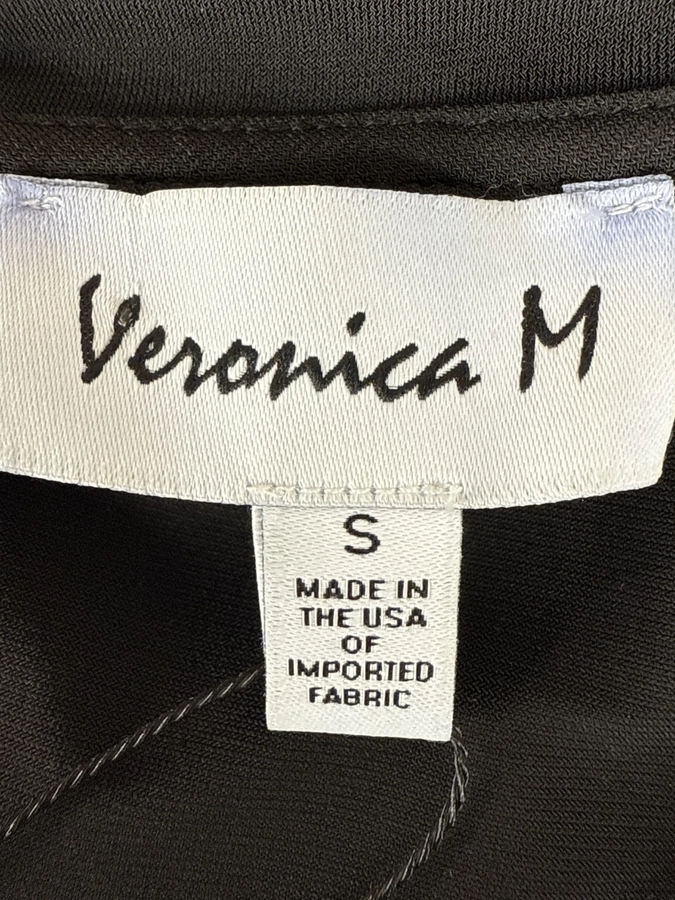 Veronica M
S
MADE IN
THE USA
OF
IMPORTED
FABRIC